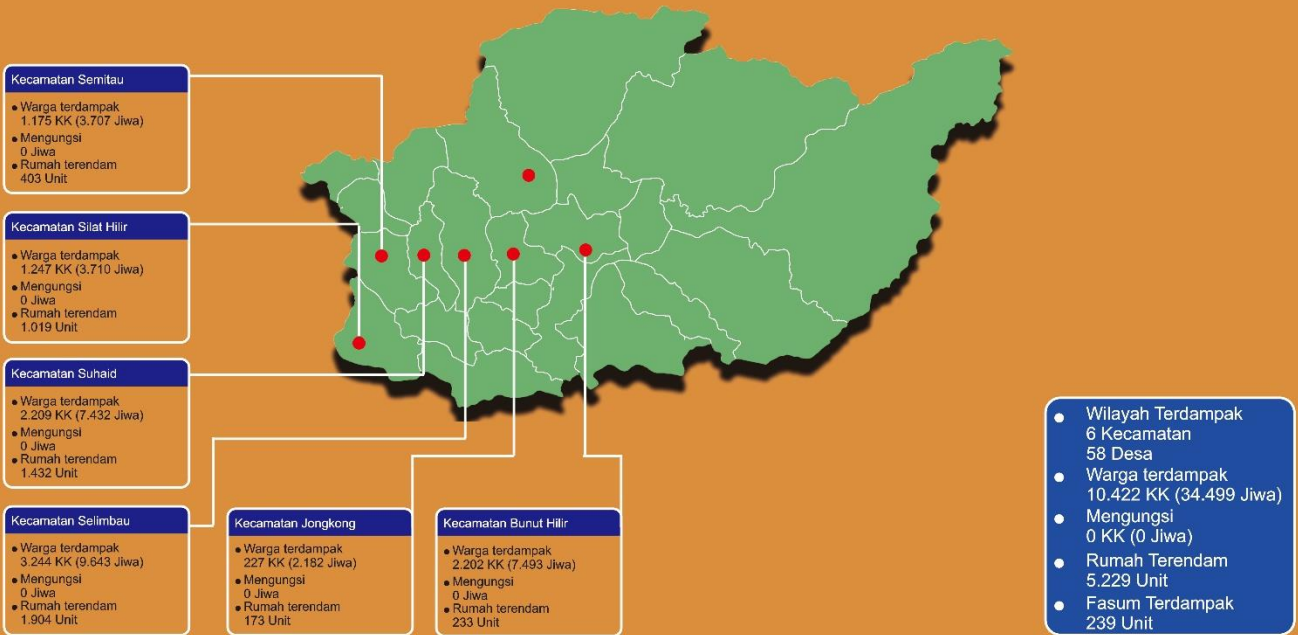 Kecamatan Semitau
• Warga terdampak
1.175 KK (3.707 Jiwa)
• Mengungsi
0 Jiwa
• Rumah terendam
403 Unit
Kecamatan Silat Hilir
• Warga terdampak
1.247 KK (3.710 Jiwa)
• Mengungsi
0 Jiwa
• Rumah terendam
1.019 Unit
Kecamatan Suhaid
• Warga terdampak
2.209 KK (7.432 Jiwa)
• Mengungsi
0 Jiwa
• Rumah terendam
1.432 Unit
Kecamatan Selimbau
• Warga terdampak
3.244 KK (9.643 Jiwa)
• Mengungsi
0 Jiwa
• Rumah terendam
1.904 Unit
Kecamatan Jongkong
• Warga terdampak
227 KK (2.182 Jiwa)
• Mengungsi
0 Jiwa
• Rumah terendam
173 Unit
Kecamatan Bunut Hilir
• Warga terdampak
2.202 KK (7.493 Jiwa)
• Mengungsi
0 Jiwa
• Rumah terendam
233 Unit
• Wilayah Terdampak
6 Kecamatan
58 Desa
• Warga terdampak
10.422 KK (34.499 Jiwa)
• Mengungsi
0 KK (0 Jiwa)
• Rumah Terendam
5.229 Unit
• Fasum Terdampak
239 Unit